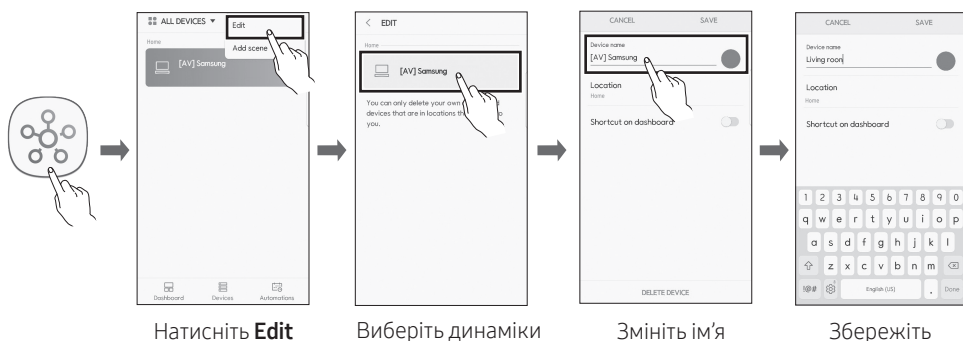 ALL DEVICES ▼
Edit
Home
Add scene
[AV] Samsung
Dashboard Devices Automations
Натисніть Edit
< EDIT
Home
[AV] Samsung
You can only delete your own
devices that are in locations
you.
Виберіть динаміки
CANCEL SAVE
Device name
[AV] Samsung
Location
Home
Shortcut on dashboard
DELETE DEVICE
Змініть ім'я
CANCEL SAVE
Device name
Living roon
Location
Home
Shortcut on dashboard
1 2 3 4 5 6 7 8 9 0
q w e r t y u i o p
a s d f g h j k l
z x c v b n m
!@# English (US) . Done
Збережіть